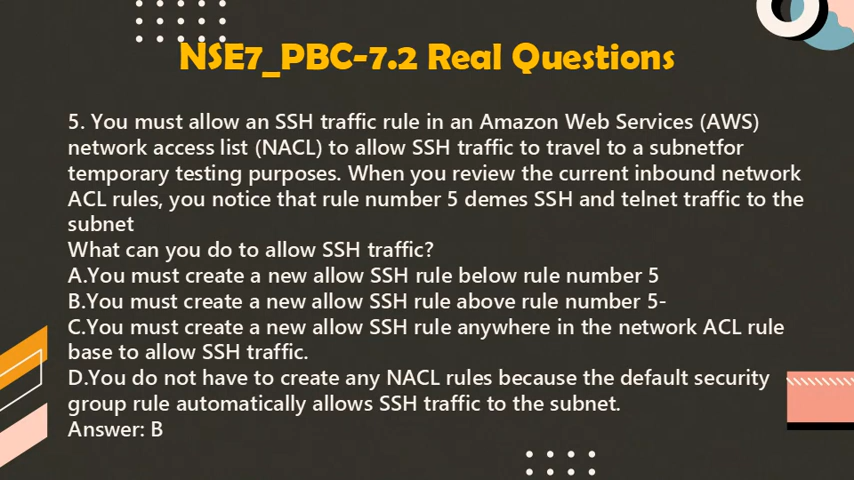 NSE7_PBC-7.2 Real Questions
5. You must allow an SSH traffic rule in an Amazon Web Services (AWS)
network access list (NACL) to allow SSH traffic to travel to a subnetfor
temporary testing purposes. When you review the current inbound network
ACL rules, you notice that rule number 5 demes SSH and telnet traffic to the
subnet
What can you do to allow SSH traffic?
A.You must create a new allow SSH rule below rule number 5
B.You must create a new allow SSH rule above rule number 5-
C.You must create a new allow SSH rule anywhere in the network ACL rule
base to allow SSH traffic.
D.You do not have to create any NACL rules because the default security
group rule automatically allows SSH traffic to the subnet.
Answer: B